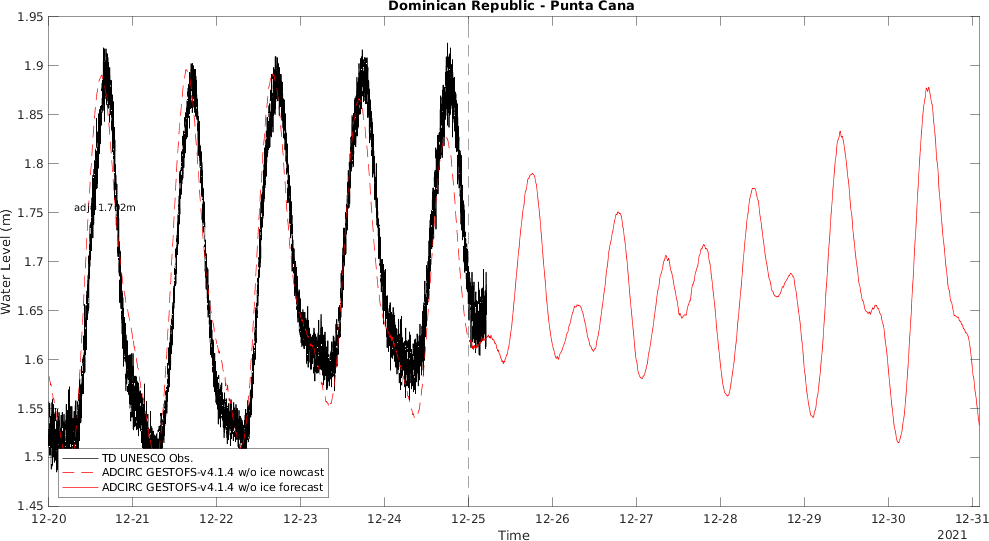 Dominican Republic - Punta Cana
Water Level (m)
1.95
1.9
1.85
1.8
1.75
1.7
1.65
1.6
1.55
1.5
1.45
TD UNESCO Obs.
ADCIRC GESTOFS-v4.1.4 w/o ice nowcast
ADCIRC GESTOFS-v4.1.4 w/o ice forecast
12-20 12-21 12-22 12-23 12-24 12-25 12-26 12-27 12-28 12-29 12-30 12-31
Time
2021